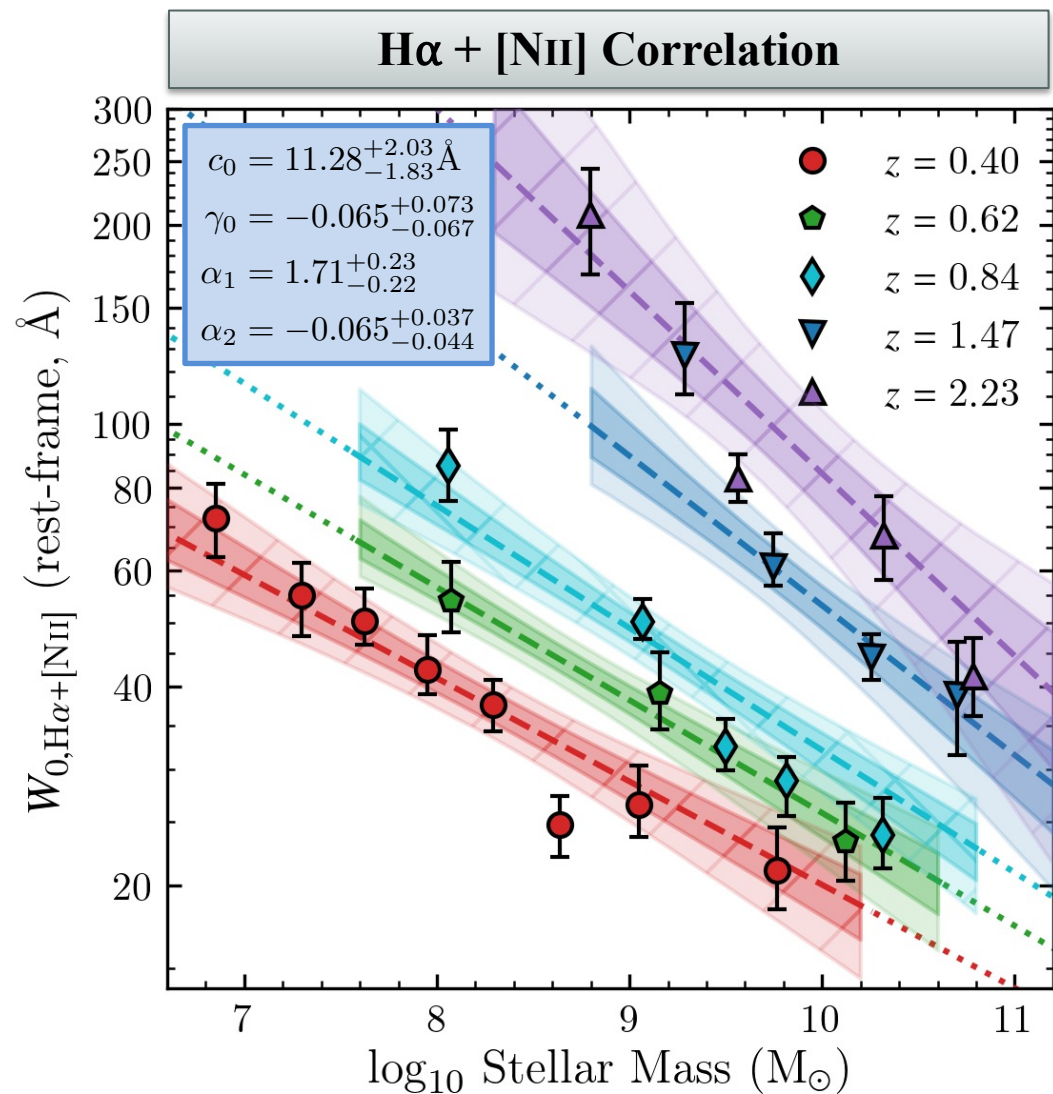 Hα + [NII] Correlation
300
250
200
150
100
80
60
40
20
c₀ = 11.28⁺²·⁰³₋₁.₈₃ Å
γ₀ = −0.065⁺⁰·⁰⁷³₋₀.₀₆₇
α₁ = 1.71⁺⁰·²³₋₀.₂₂
α₂ = −0.065⁺⁰·⁰³⁷₋₀.₀₄₄
z = 0.40
z = 0.62
z = 0.84
z = 1.47
z = 2.23
W₀,Hα+[NII] (rest-frame, Å)
7 8 9 10 11
log₁₀ Stellar Mass (M⊙)